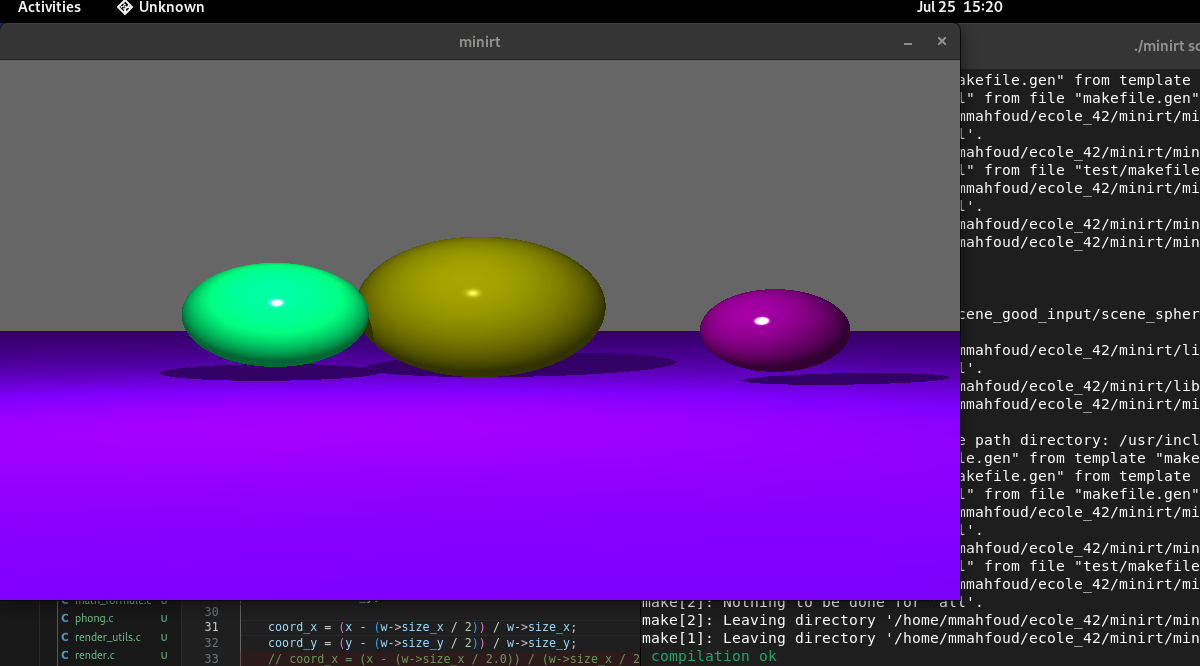 Activities Unknown Jul 25 15:20
minirt
./minirt sc
akefile.gen" from template
l" from file "makefile.gen"
mmahfoud/ecole_42/minirt/mi
l'.
mahfoud/ecole_42/minirt/min
l" from file "test/makefile
mmahfoud/ecole_42/minirt/mi
l'.
mahfoud/ecole_42/minirt/min
mahfoud/ecole_42/minirt/min
cene_good_input/scene_spher
mmahfoud/ecole_42/minirt/li
l'.
mahfoud/ecole_42/minirt/lib
mmahfoud/ecole_42/minirt/mi
e path directory: /usr/incl
le.gen" from template "make
akefile.gen" from template
l" from file "makefile.gen"
mmahfoud/ecole_42/minirt/mi
l'.
mahfoud/ecole_42/minirt/min
l" from file "test/makefile
mmahfoud/ecole_42/minirt/mi
make[2]: Nothing to be done for 'all'.
make[2]: Leaving directory '/home/mmahfoud/ecole_42/minirt/min
make[1]: Leaving directory '/home/mmahfoud/ecole_42/minirt/min
compilation ok
C math_formule.c U
C phong.c U
C render_utils.c U
C render.c U
30
31 coord_x = (x - (w->size_x / 2)) / w->size_x;
32 coord_y = (y - (w->size_y / 2)) / w->size_y;
33 // coord_x = (x - (w->size_x / 2.0)) / (w->size_x / 2